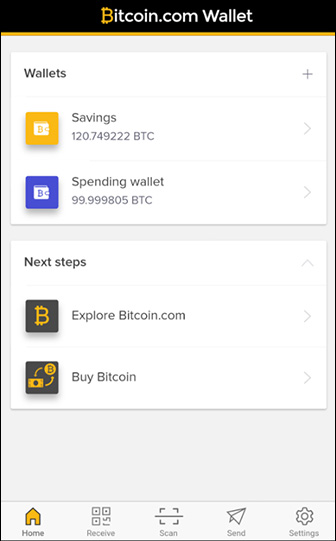 Bitcoin.com Wallet
Wallets
Savings
120.749222 BTC
Spending wallet
99.999805 BTC
Next steps
Explore Bitcoin.com
Buy Bitcoin
Home Receive Scan Send Settings